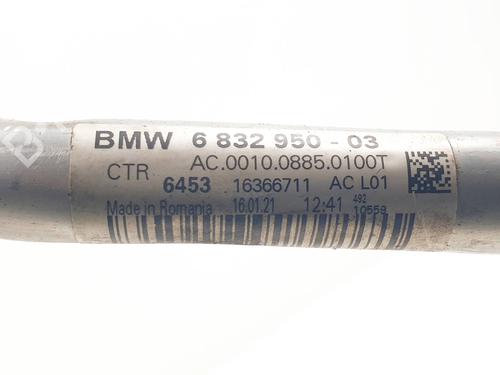 BMW 6 832 950 - 03
CTR AC.0010.0885.0100T
6453 16366711 AC L01
Made in Romania 16.01.21 12:41 492
10559